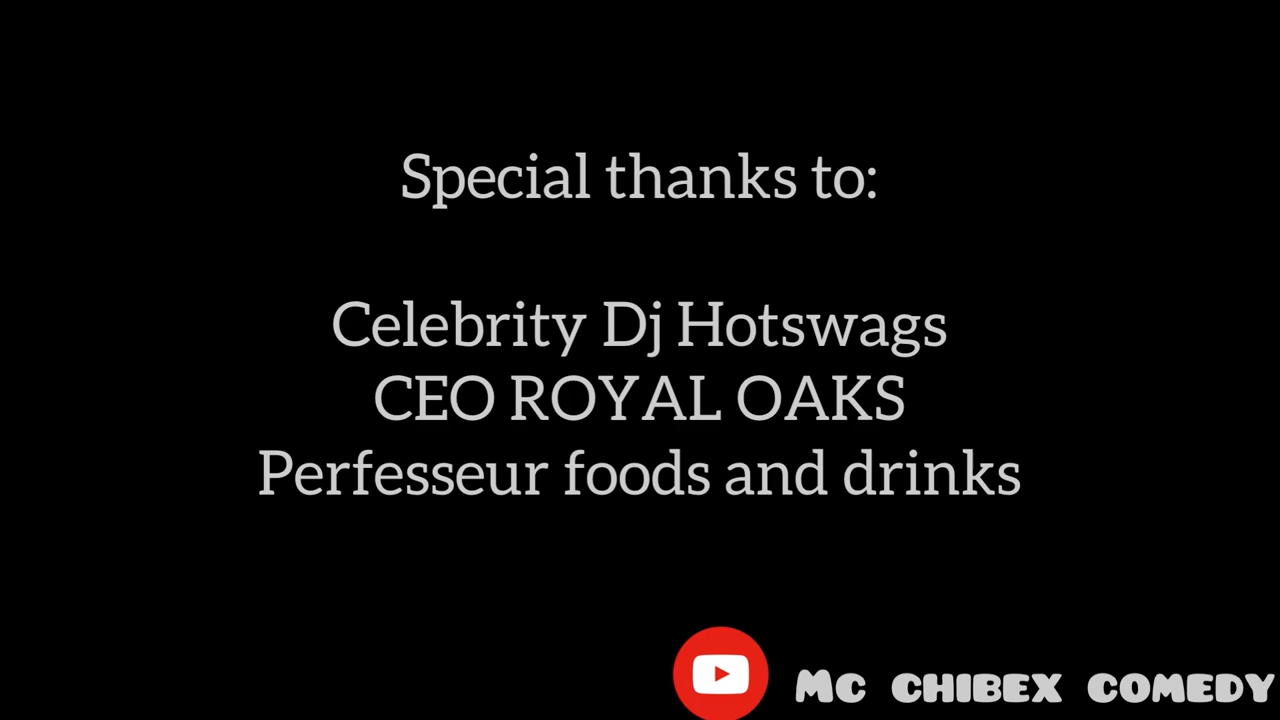 Special thanks to:
Celebrity Dj Hotswags
CEO ROYAL OAKS
Perfesseur foods and drinks
MC CHIBEX COMEDY